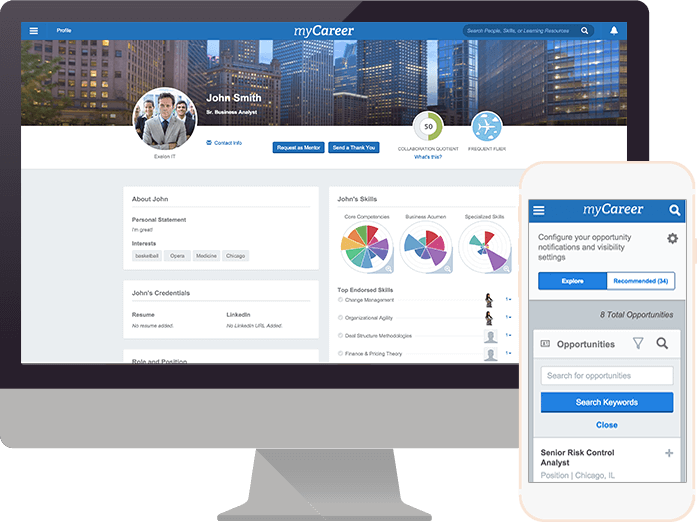 Profile
myCareer
Search People, Skills, or Learning Resources
John Smith
Sr. Business Analyst
Exelon IT
Contact Info
Request as Mentor
Send a Thank You
50
COLLABORATION QUOTIENT
What's this?
FREQUENT FLIER
About John
Personal Statement
I'm great!
Interests
basketball Opera Medicine Chicago
John's Credentials
Resume LinkedIn
No resume added. No LinkedIn URL Added.
Role and Position
John's Skills
Core Competencies Business Acumen Specialized Skills
Top Endorsed Skills
Change Management 1+
Organizational Agility 1+
Deal Structure Methodologies 1+
Finance & Pricing Theory 1+
myCareer
Configure your opportunity
notifications and visibility
settings
Explore Recommended (34)
8 Total Opportunities
Opportunities
Search for opportunities
Search Keywords
Close
Senior Risk Control
Analyst
Position | Chicago, IL